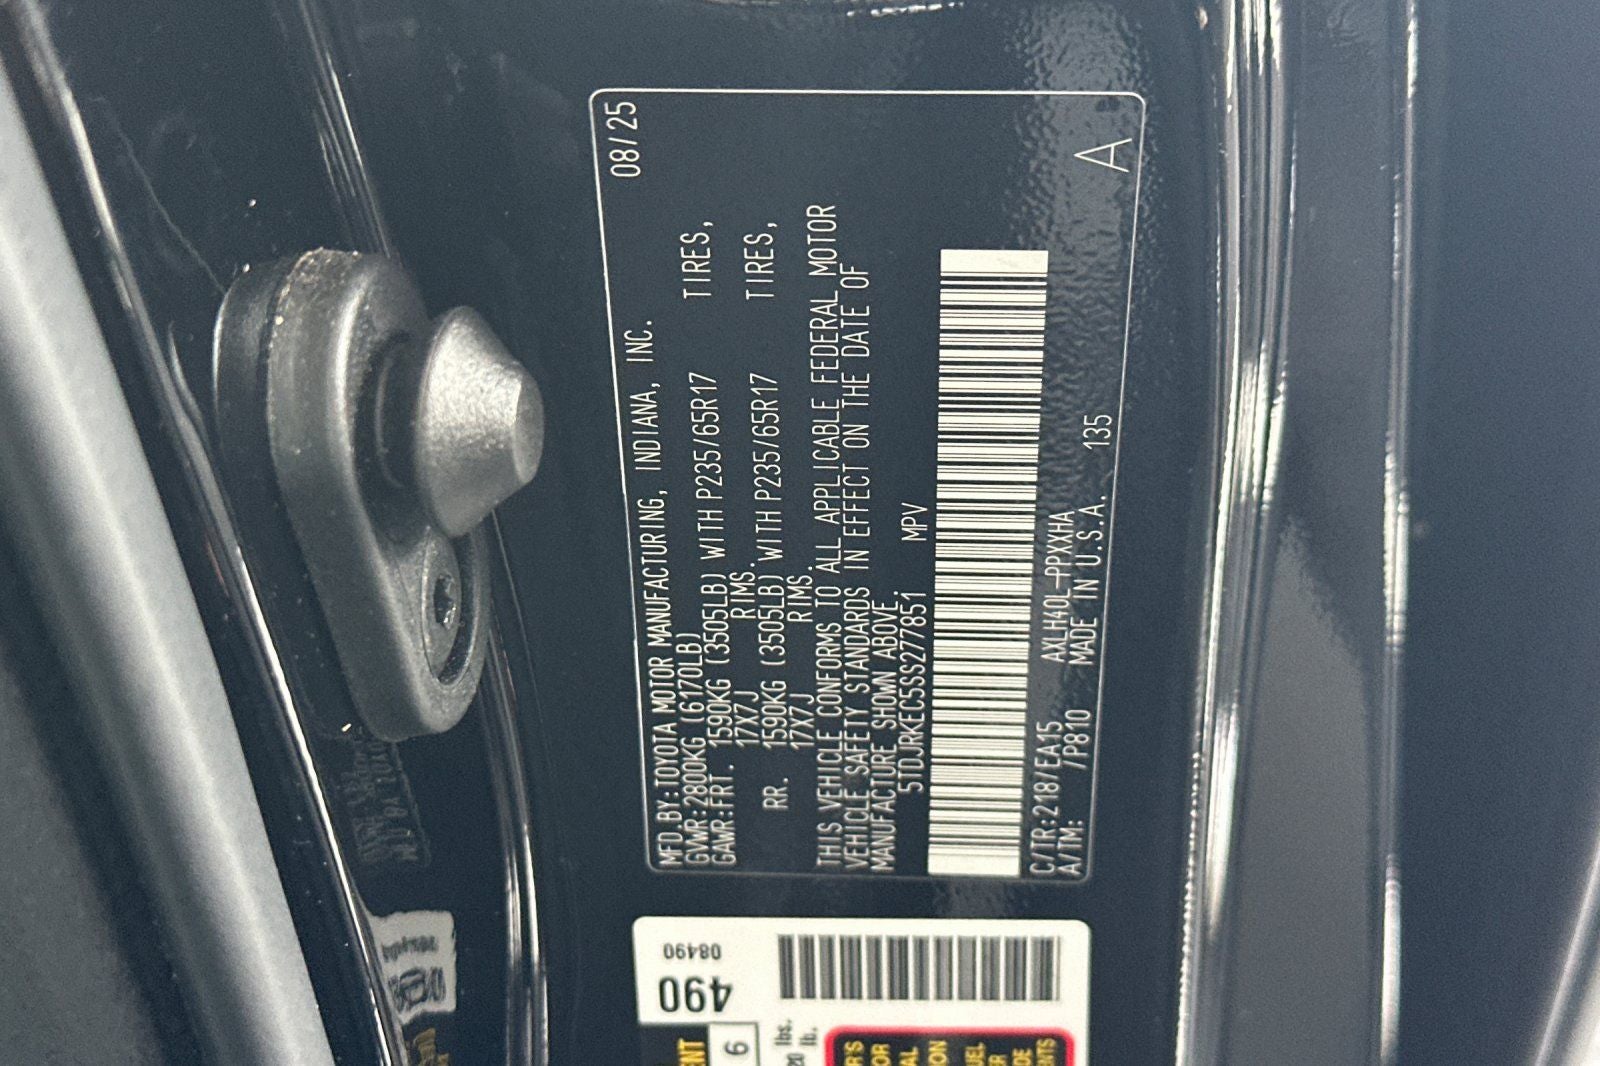 MFD.BY:TOYOTA MOTOR MANUFACTURING, INDIANA, INC. 08/25
GVWR:2800KG (6170LB)
GAWR:FRT. 1590KG (3505LB) WITH P235/65R17 TIRES,
17X7J RIMS.
RR. 1590KG (3505LB) WITH P235/65R17 TIRES,
17X7J RIMS.
THIS VEHICLE CONFORMS TO ALL APPLICABLE FEDERAL MOTOR
VEHICLE SAFETY STANDARDS IN EFFECT ON THE DATE OF
MANUFACTURE SHOWN ABOVE.
5TDJRKEC5SS277851 MPV
C/TR:218/EA15 AXLH40L-PPXXHA
A/TM: /P810 MADE IN U.S.A. 135
A
08490
490
6
lbs.
lb.